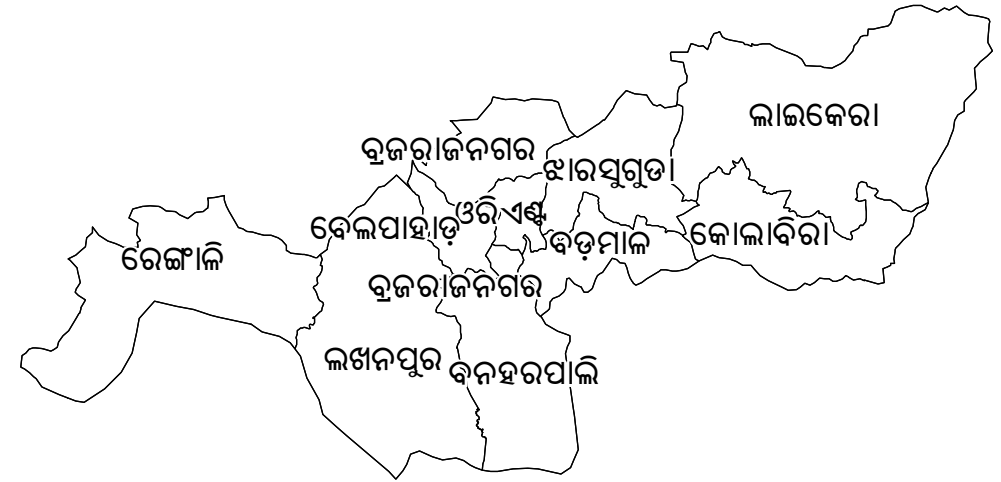 ଲାଇକେରା
ବ୍ରଜରାଜନଗର
ଝାରସୁଗୁଡା
ଓରିଏଣ୍ଟ
ବେଲପାହାଡ଼
କୋଲାବିରା
ବଡ଼ମାଳ
ରେଙ୍ଗାଳି
ବ୍ରଜରାଜନଗର
ଲଖନପୁର
ବନହରପାଲି